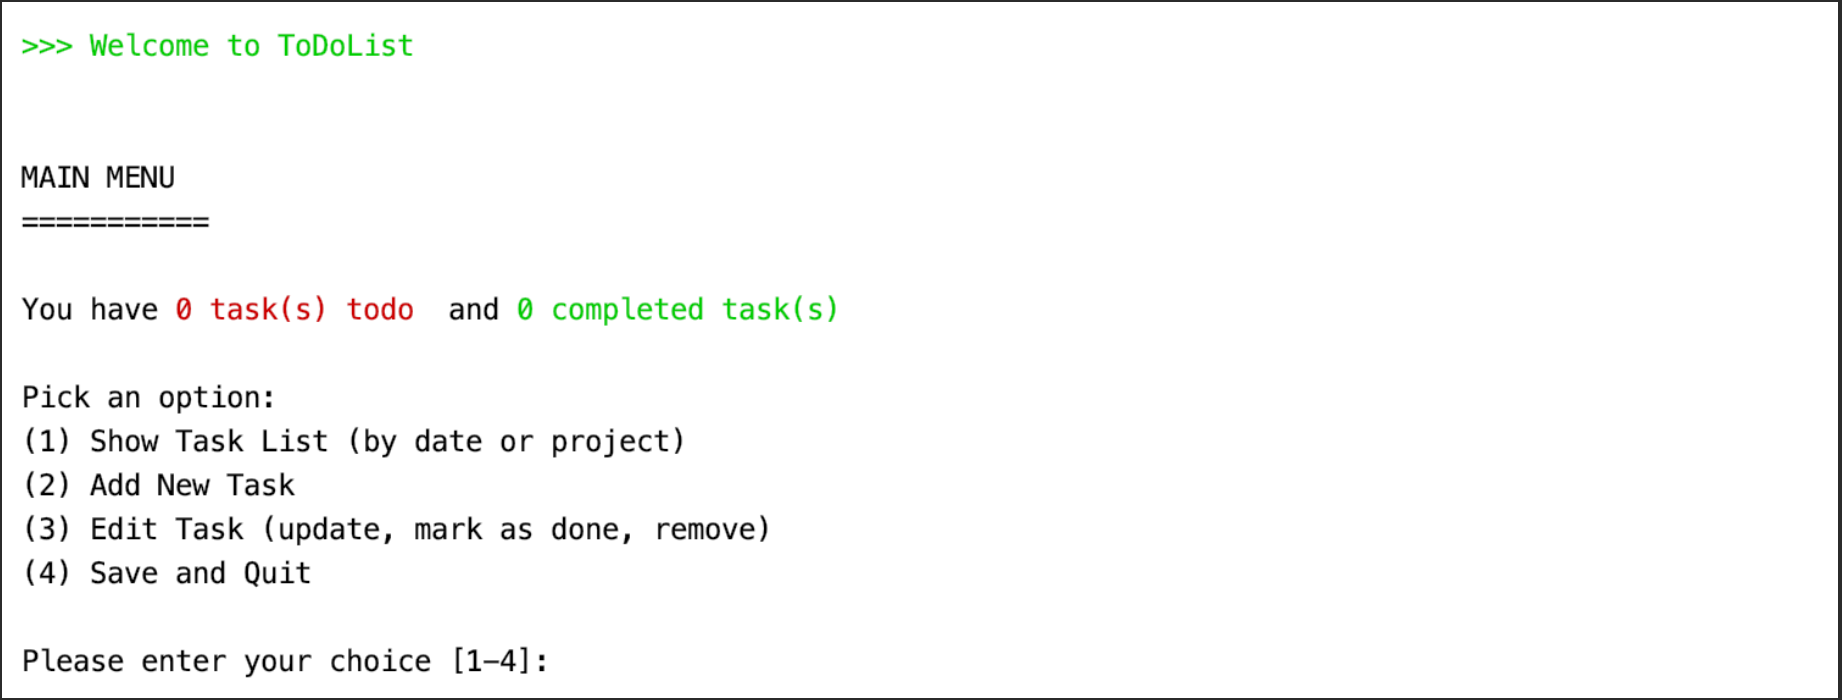 >>> Welcome to ToDoList
MAIN MENU
===========
You have 0 task(s) todo  and 0 completed task(s)
Pick an option:
(1) Show Task List (by date or project)
(2) Add New Task
(3) Edit Task (update, mark as done, remove)
(4) Save and Quit
Please enter your choice [1–4]: